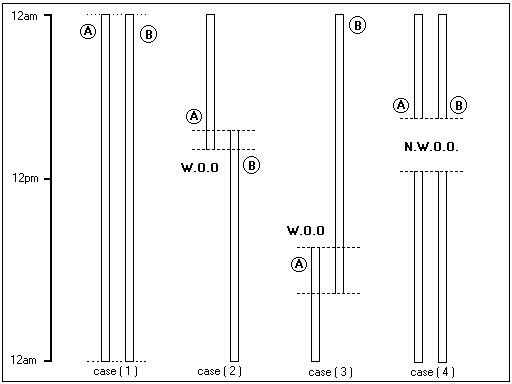 12am
A
B
B
A
B
A
B
N.W.O.O.
W.O.O
12pm
W.O.O
A
12am
case (1)
case (2)
case (3)
case (4)